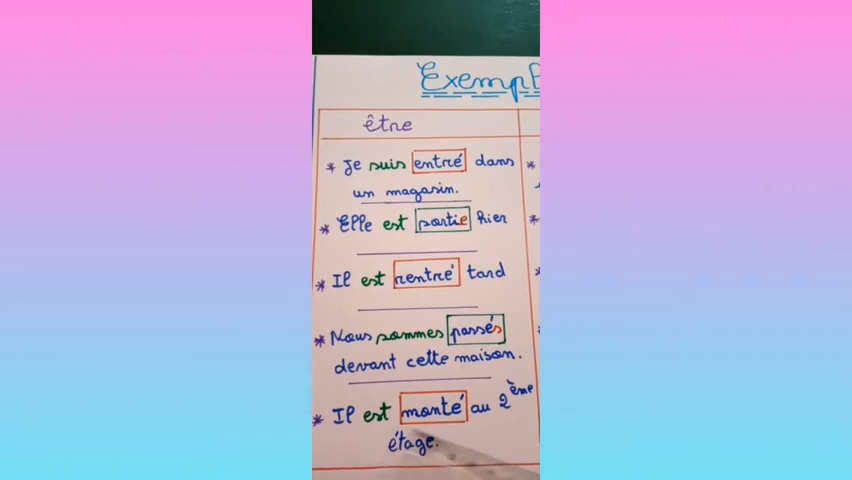 Exempl
être
* Je suis entré dans
un magasin.
* Elle est partie hier
* Il est rentré tard
* Nous sommes passés
devant cette maison.
* Il est monté au 2ème
étage.